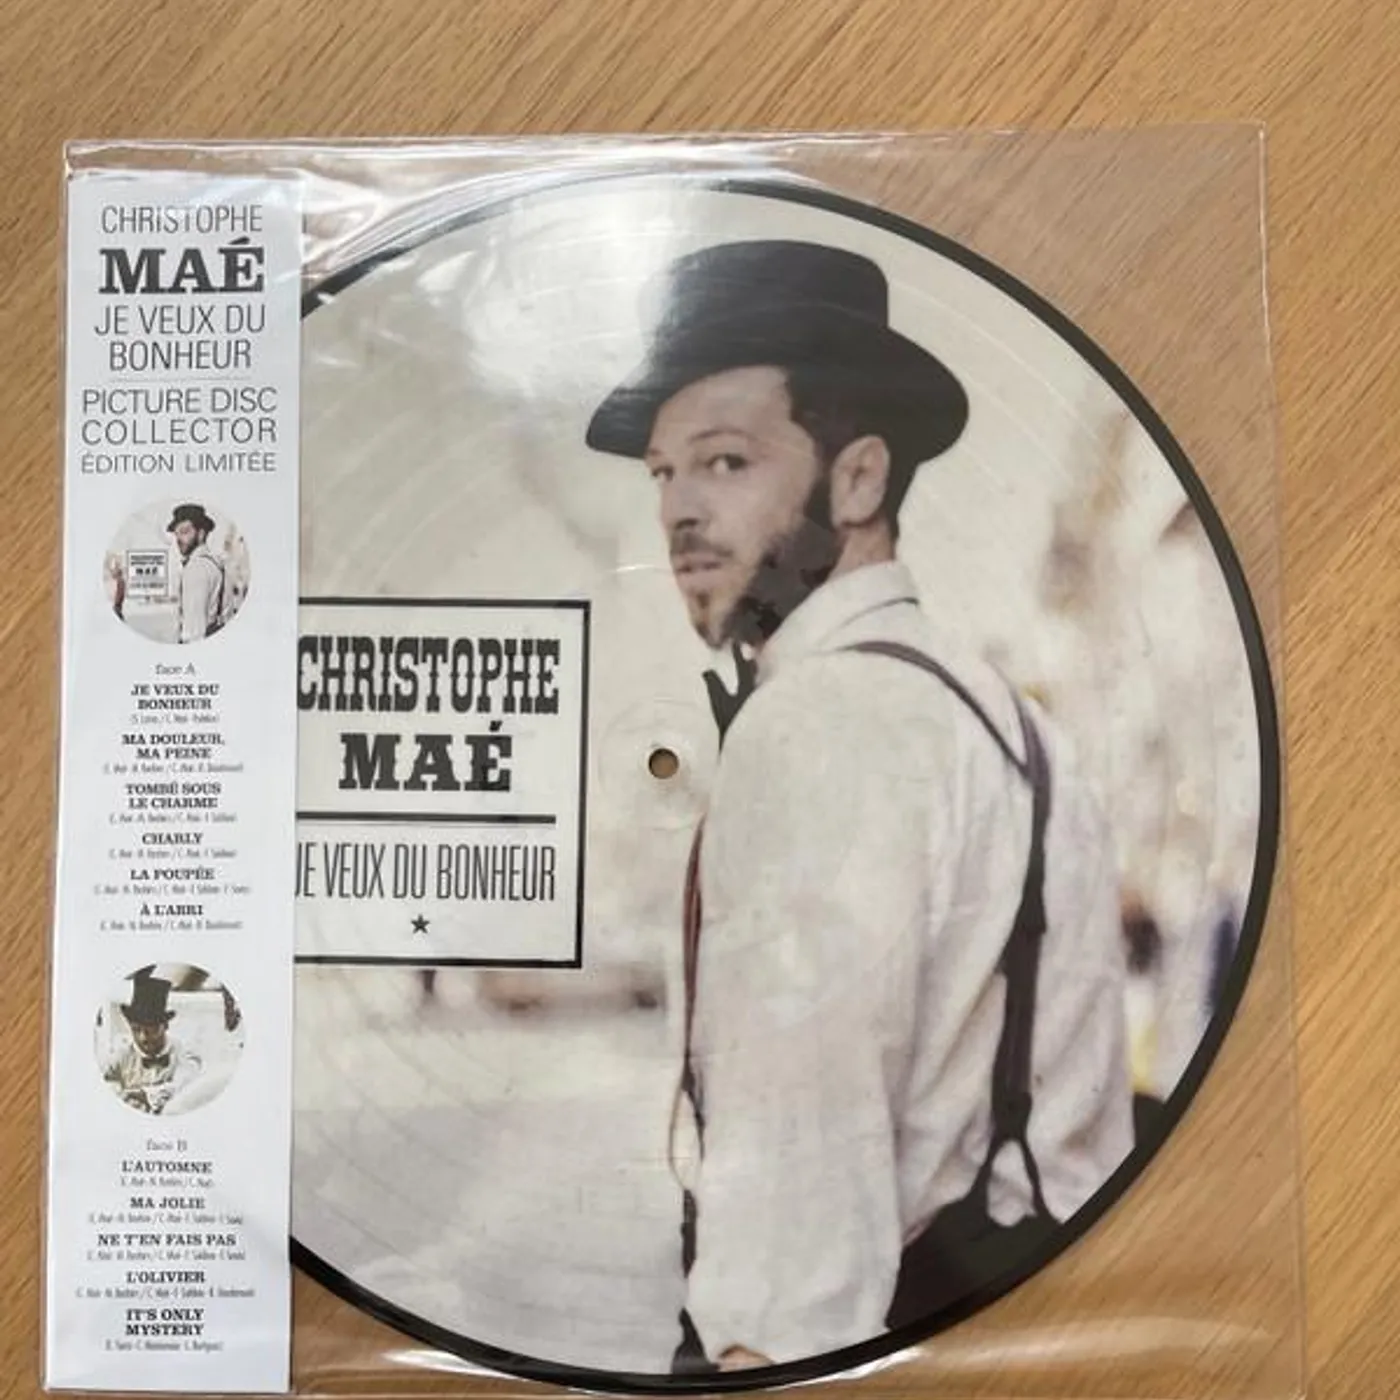 CHRISTOPHE
MAÉ
JE VEUX DU
BONHEUR
PICTURE DISC
COLLECTOR
ÉDITION LIMITÉE
MAÉ
face A
JE VEUX DU
BONHEUR
MA DOULEUR,
MA PEINE
TOMBÉ SOUS
LE CHARME
CHARLY
LA POUPÉE
À L'ABRI
face B
L'AUTOMNE
MA JOLIE
NE T'EN FAIS PAS
L'OLIVIER
IT'S ONLY
MYSTERY
CHRISTOPHE
MAÉ
JE VEUX DU BONHEUR